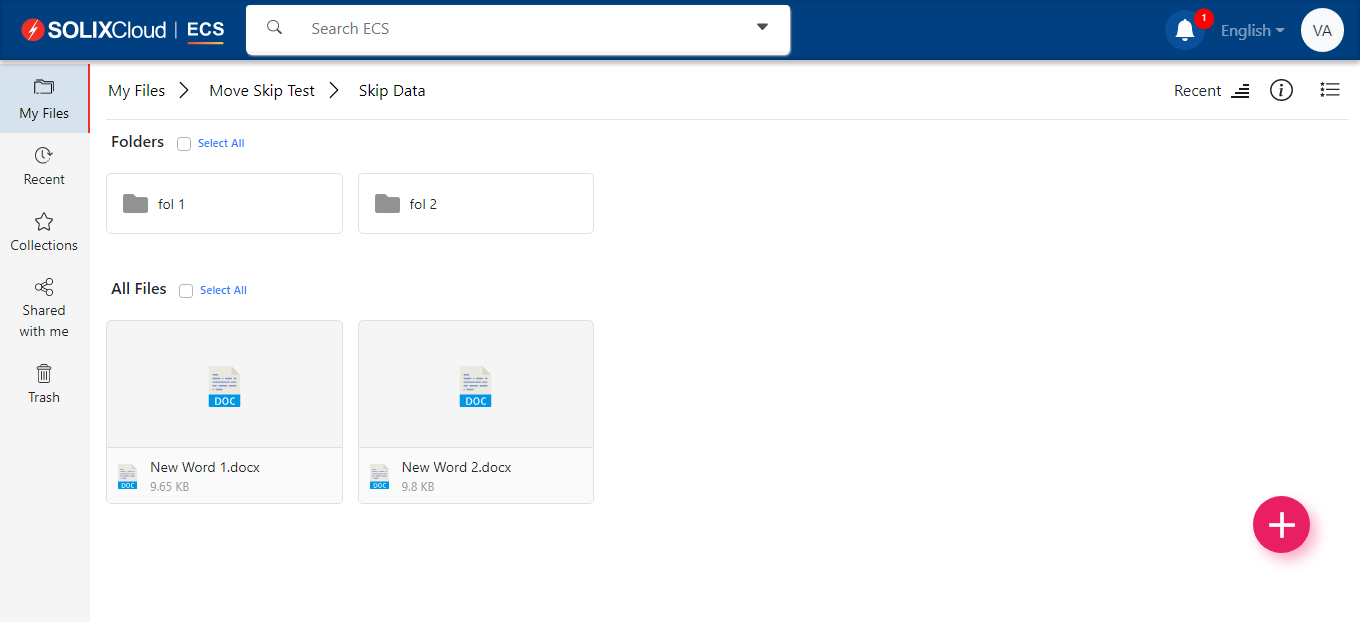 SOLIXCloud | ECS
Search ECS
1
English
VA
My Files
Recent
Collections
Shared
with me
Trash
My Files > Move Skip Test > Skip Data
Recent
Folders Select All
fol 1
fol 2
All Files Select All
DOC
DOC
New Word 1.docx
9.65 KB
DOC
New Word 2.docx
9.8 KB
DOC